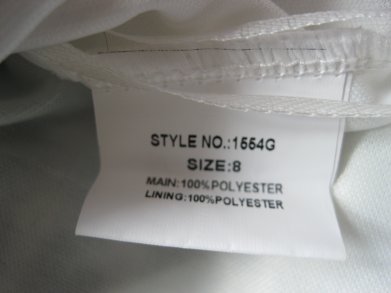 STYLE NO.:1554G
SIZE:8
MAIN:100%POLYESTER
LINING:100%POLYESTER